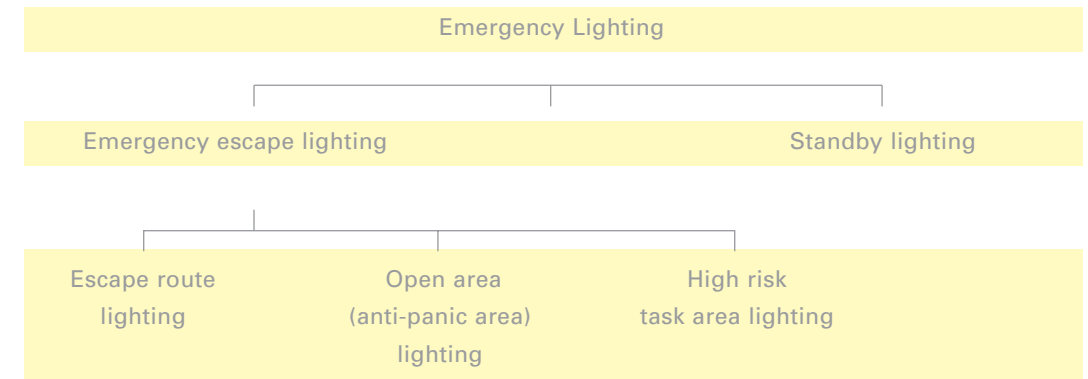 Emergency Lighting
Emergency escape lighting
Standby lighting
Escape route
lighting
Open area
(anti-panic area)
lighting
High risk
task area lighting